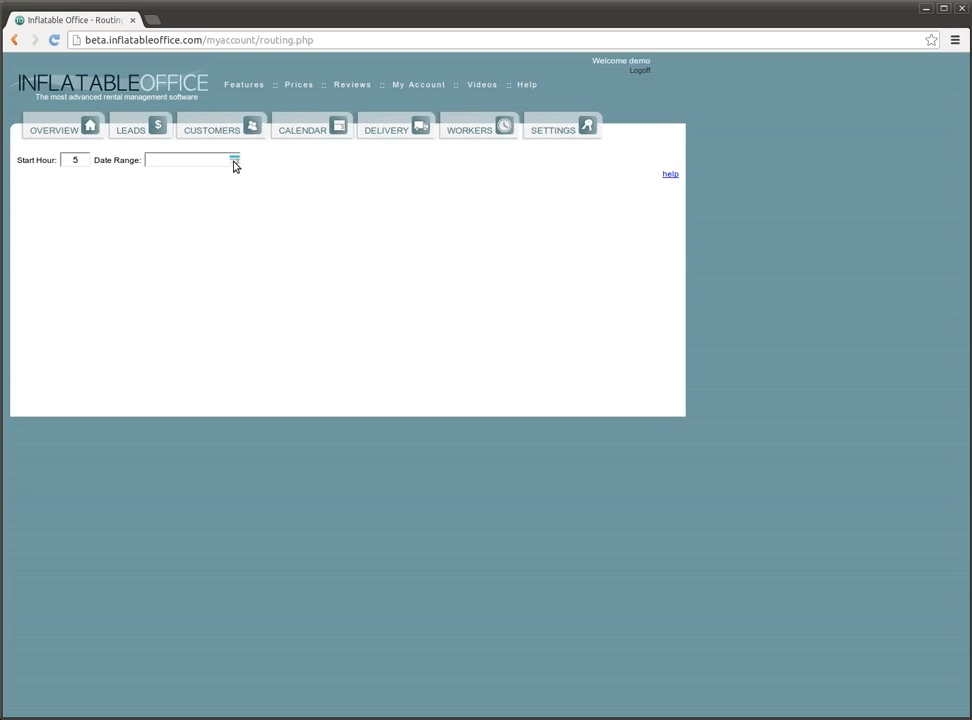 Inflatable Office - Routin
beta.inflatableoffice.com/myaccount/routing.php
Welcome demo
Logoff
INFLATABLEOFFICE
The most advanced rental management software
Features :: Prices :: Reviews :: My Account :: Videos :: Help
OVERVIEW LEADS $ CUSTOMERS CALENDAR DELIVERY WORKERS SETTINGS
Start Hour: 5 Date Range:
help